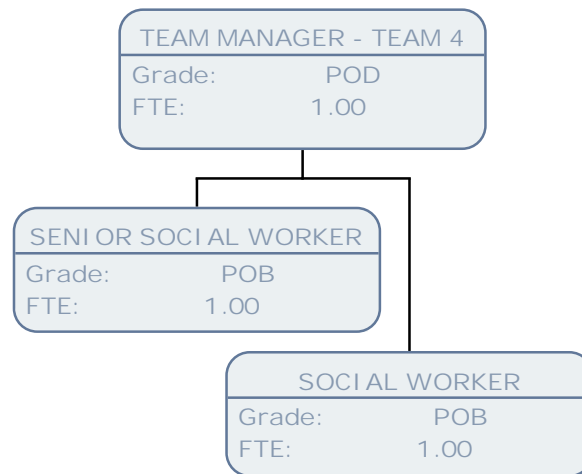 TEAM MANAGER - TEAM 4
Grade: POD
FTE: 1.00
SENIOR SOCIAL WORKER
Grade: POB
FTE: 1.00
SOCIAL WORKER
Grade: POB
FTE: 1.00